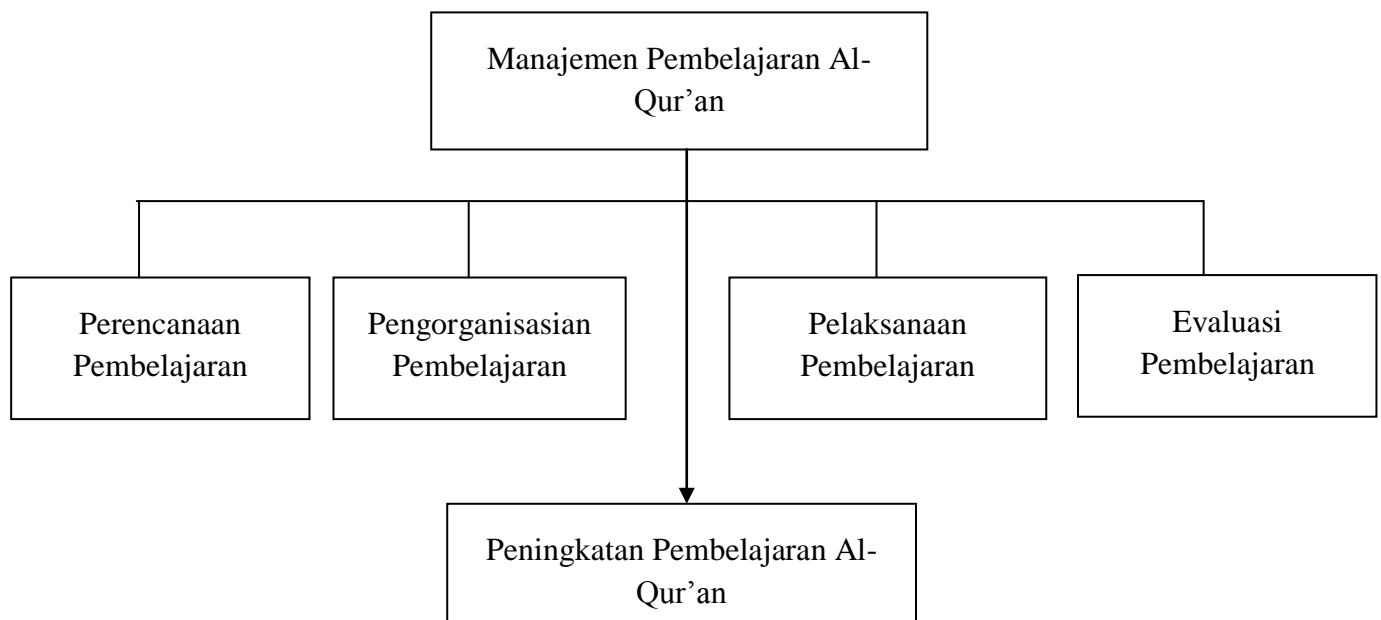 Manajemen Pembelajaran Al-
Qur’an
Perencanaan
Pembelajaran
Pengorganisasian
Pembelajaran
Pelaksanaan
Pembelajaran
Evaluasi
Pembelajaran
Peningkatan Pembelajaran Al-
Qur’an